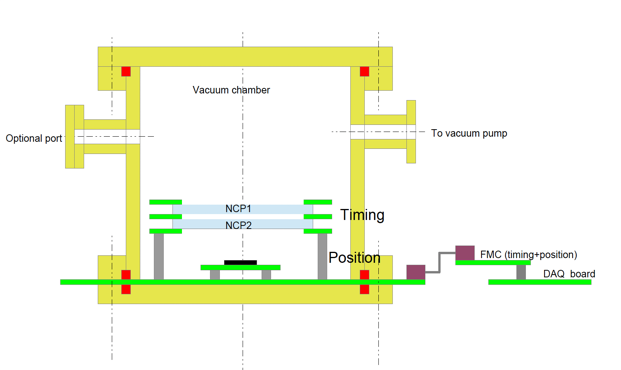 Vacuum chamber
Optional port
To vacuum pump
NCP1
Timing
NCP2
Position
FMC (timing+position)
DAQ board